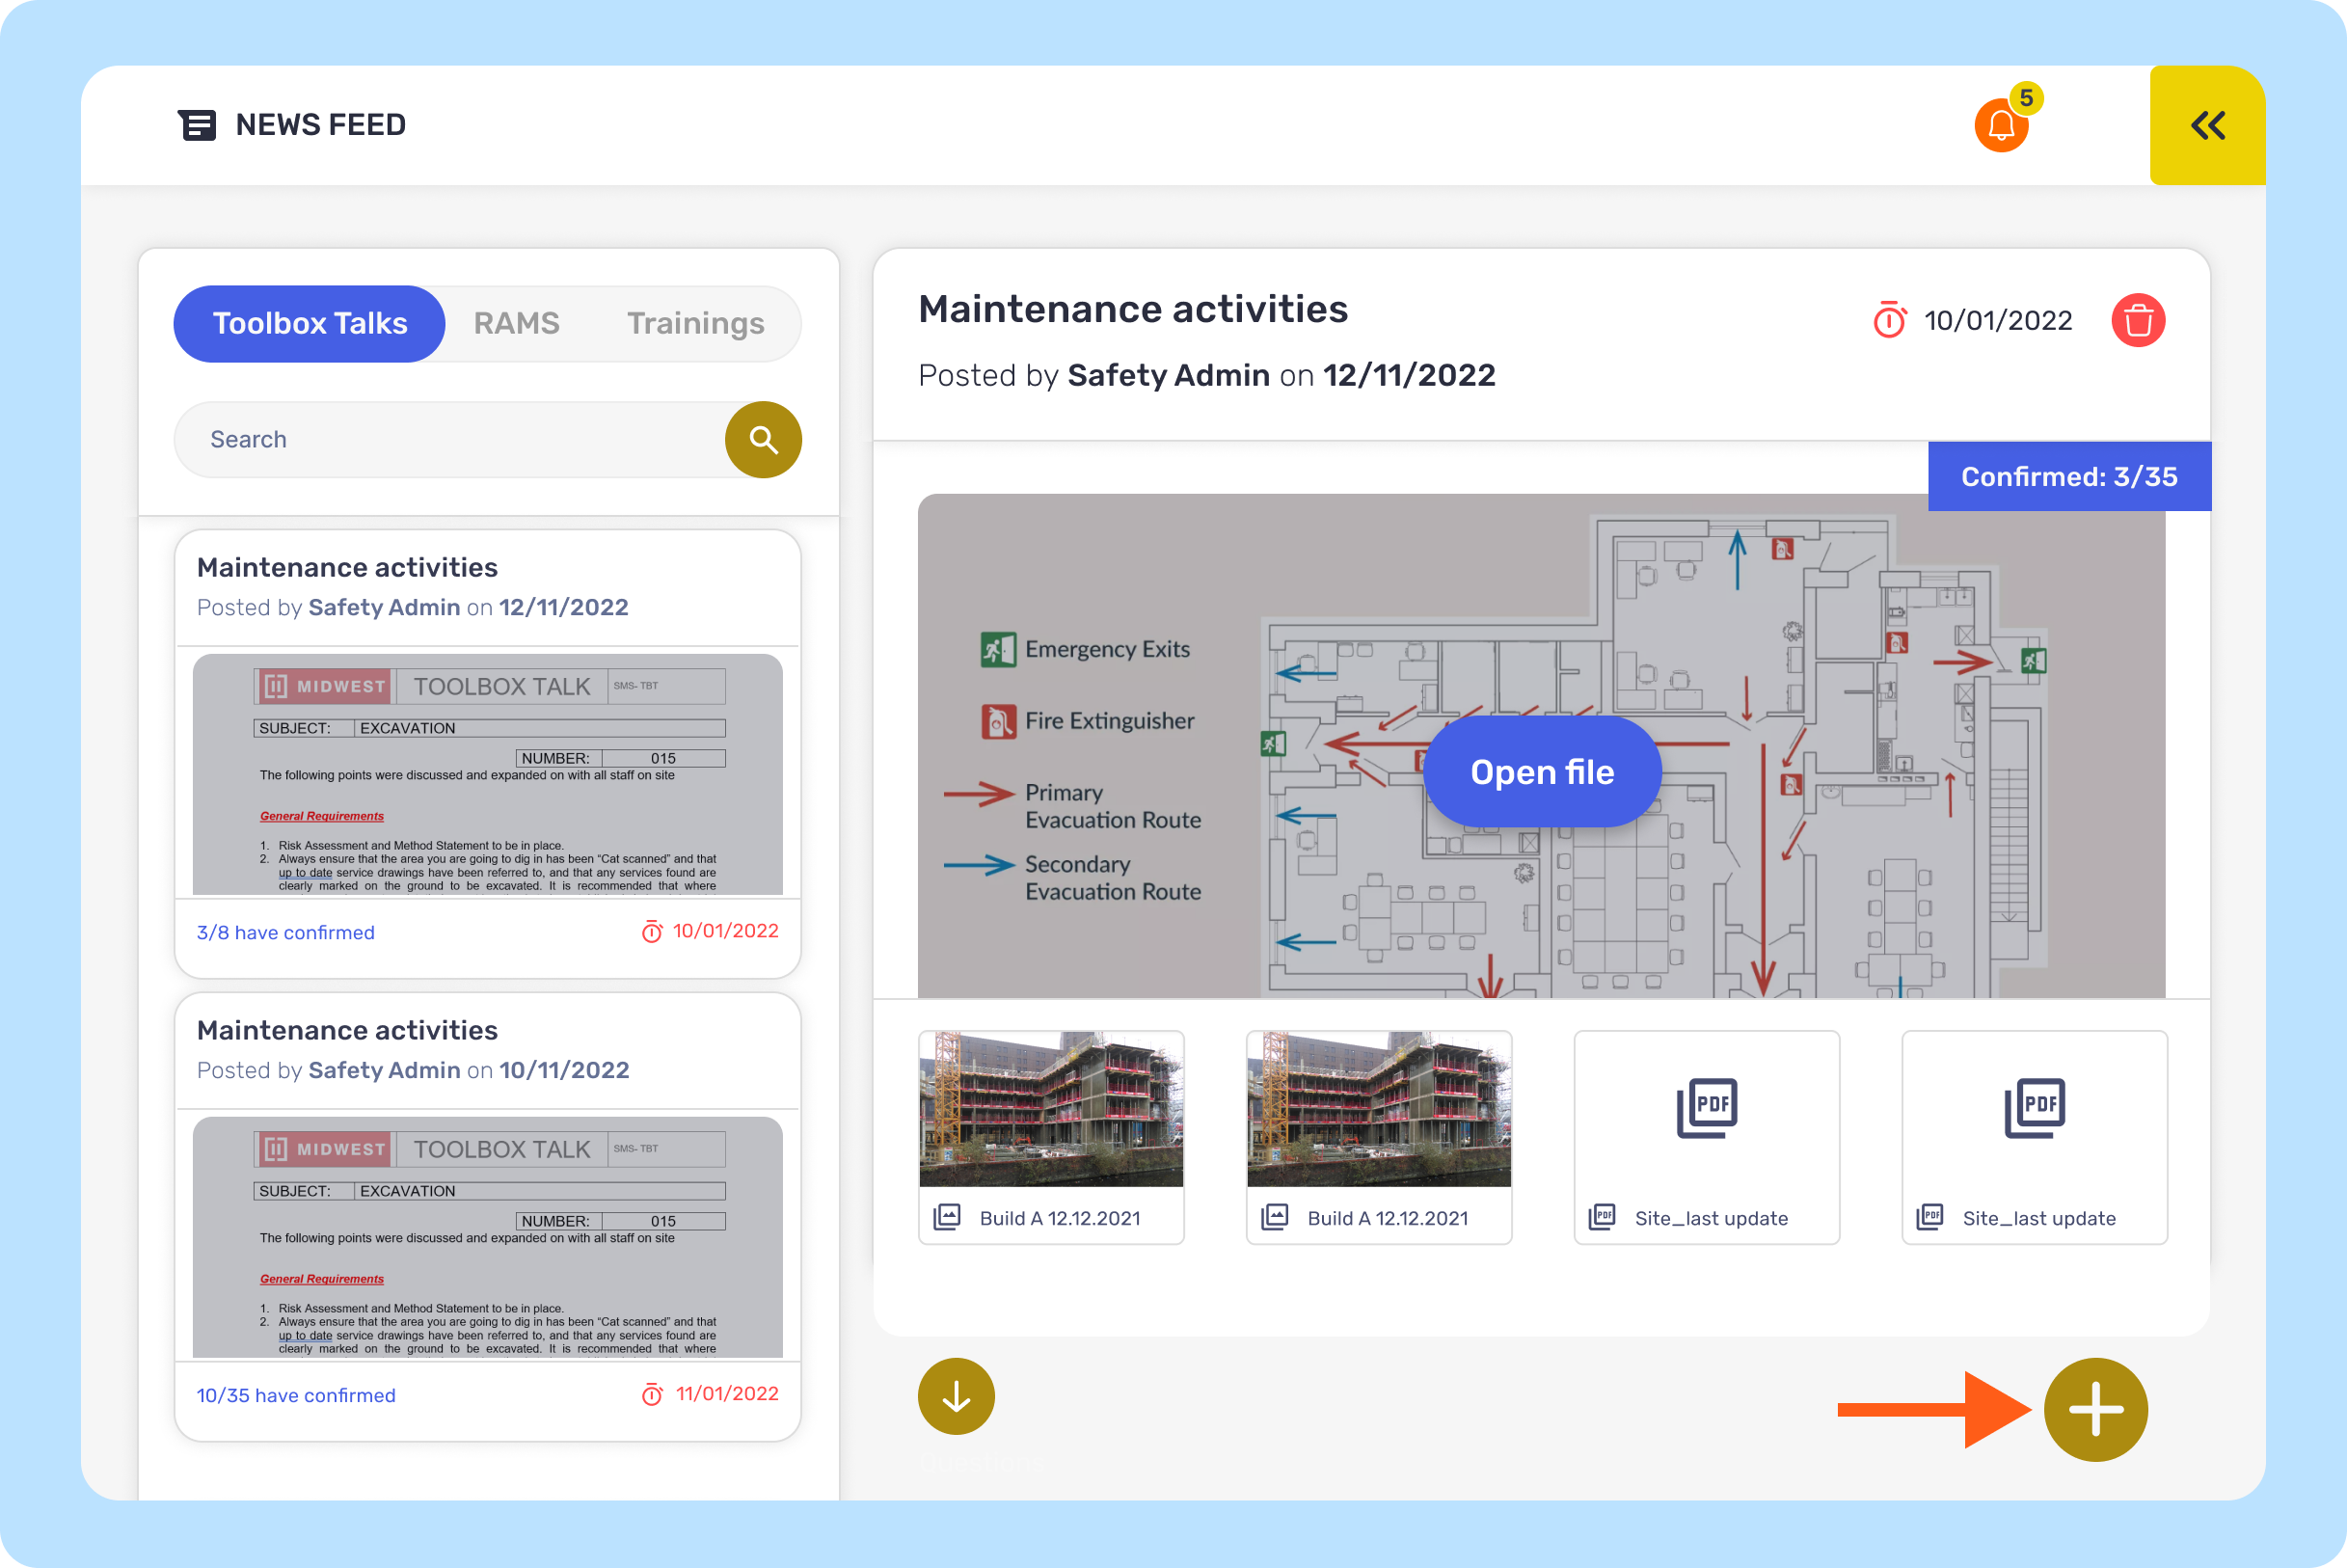 NEWS FEED
5
Toolbox Talks
RAMS
Trainings
Search
Maintenance activities
Posted by Safety Admin on 12/11/2022
MIDWEST
TOOLBOX TALK
SMS- TBT
SUBJECT:
EXCAVATION
NUMBER:
015
The following points were discussed and expanded on with all staff on site
General Requirements
1. Risk Assessment and Method Statement to be in place.
2. Always ensure that the area you are going to dig in has been “Cat scanned” and that
up to date service drawings have been referred to, and that any services found are
clearly marked on the ground to be excavated. It is recommended that where
3/8 have confirmed
10/01/2022
Maintenance activities
Posted by Safety Admin on 10/11/2022
MIDWEST
TOOLBOX TALK
SMS- TBT
SUBJECT:
EXCAVATION
NUMBER:
015
The following points were discussed and expanded on with all staff on site
General Requirements
1. Risk Assessment and Method Statement to be in place.
2. Always ensure that the area you are going to dig in has been “Cat scanned” and that
up to date service drawings have been referred to, and that any services found are
clearly marked on the ground to be excavated. It is recommended that where
10/35 have confirmed
11/01/2022
Maintenance activities
Posted by Safety Admin on 12/11/2022
10/01/2022
Confirmed: 3/35
Emergency Exits
Fire Extinguisher
Primary
Evacuation Route
Secondary
Evacuation Route
Open file
Build A 12.12.2021
Build A 12.12.2021
PDF
PDF
Site_last update
PDF
PDF
Site_last update